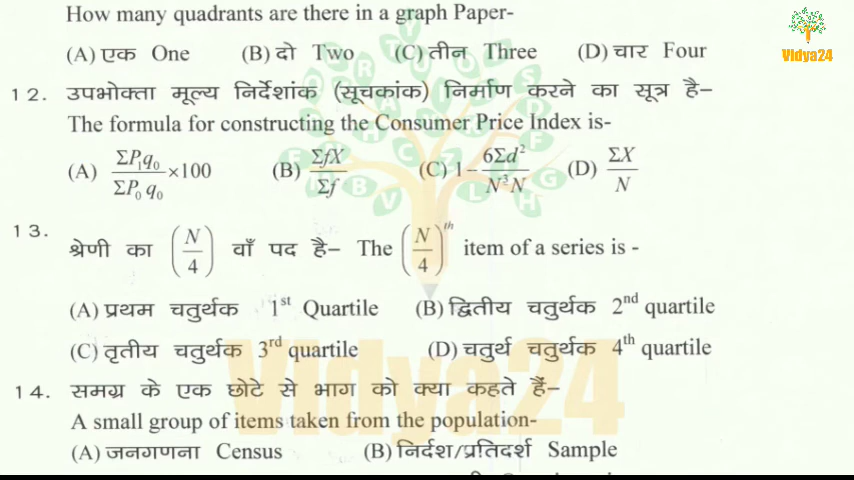 How many quadrants are there in a graph Paper-
Vidya24
(A) एक One (B) दो Two (C) तीन Three (D) चार Four
12. उपभोक्ता मूल्य निर्देशांक (सूचकांक) निर्माण करने का सूत्र है–
The formula for constructing the Consumer Price Index is-
(A) ΣP₁q₀ / ΣP₀ q₀ ×100 (B) ΣfX / Σf (C) 1– 6Σd² / N³–N (D) ΣX / N
13. श्रेणी का (N/4) वाँ पद है– The (N/4)th item of a series is -
(A) प्रथम चतुर्थक 1st Quartile (B) द्वितीय चतुर्थक 2nd quartile
(C) तृतीय चतुर्थक 3rd quartile (D) चतुर्थ चतुर्थक 4th quartile
14. समग्र के एक छोटे से भाग को क्या कहते हैं–
A small group of items taken from the population-
(A) जनगणना Census (B) निर्दश/प्रतिदर्श Sample
Vidya24